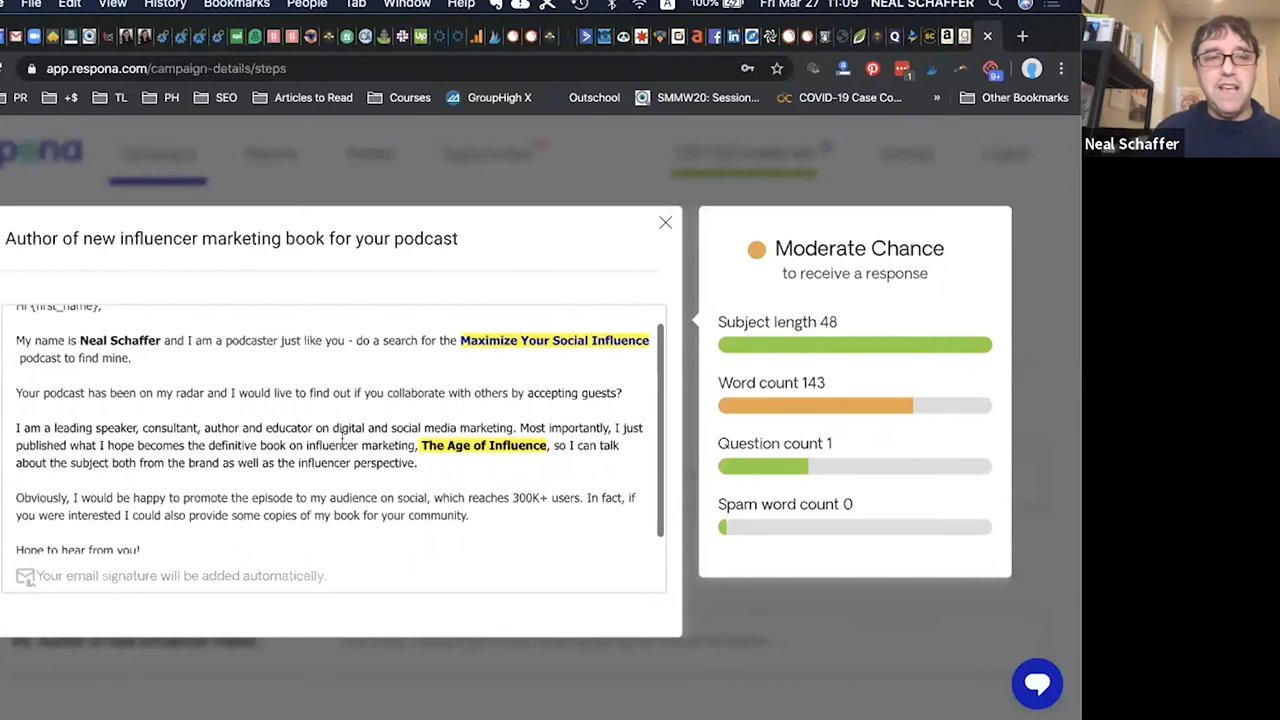 File Edit View History Bookmarks People Tab Window Help 100% Fri Mar 27 11:09 NEAL SCHAFFER
app.respona.com/campaign-details/steps
9+
PR +$ TL PH SEO Articles to Read Courses GroupHigh X Outschool SMMW20: Session... COVID-19 Case Co... » Other Bookmarks
Neal Schaffer
pona
Author of new influencer marketing book for your podcast
Hi {first_name},
My name is Neal Schaffer and I am a podcaster just like you - do a search for the Maximize Your Social Influence
podcast to find mine.
Your podcast has been on my radar and I would live to find out if you collaborate with others by accepting guests?
I am a leading speaker, consultant, author and educator on digital and social media marketing. Most importantly, I just
published what I hope becomes the definitive book on influencer marketing, The Age of Influence, so I can talk
about the subject both from the brand as well as the influencer perspective.
Obviously, I would be happy to promote the episode to my audience on social, which reaches 300K+ users. In fact, if
you were interested I could also provide some copies of my book for your community.
Hope to hear from you!
Your email signature will be added automatically.
Moderate Chance
to receive a response
Subject length 48
Word count 143
Question count 1
Spam word count 0